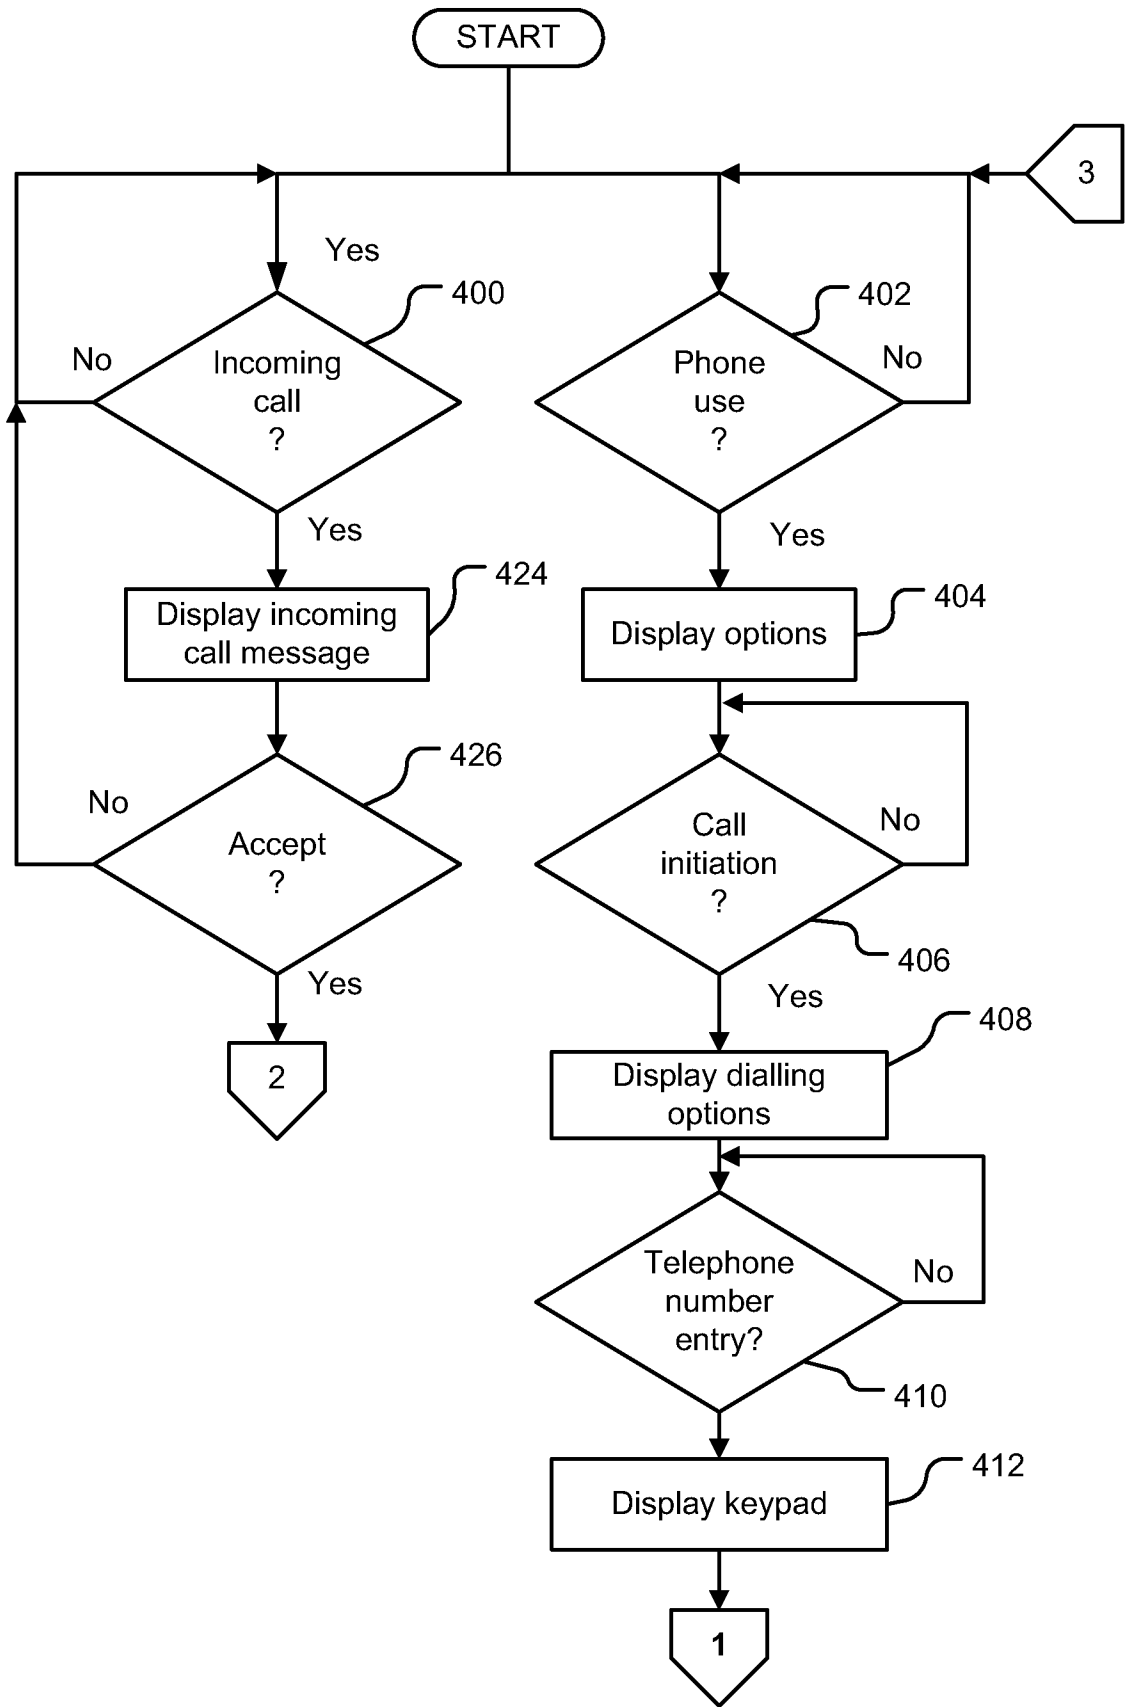 START
3
Yes
400
402
No
Incoming
call
?
Phone
use
?
No
Yes
Yes
424
404
Display incoming
call message
Display options
426
No
Accept
?
Call
initiation
?
No
406
Yes
Yes
408
2
Display dialling
options
Telephone
number
entry?
No
410
412
Display keypad
1